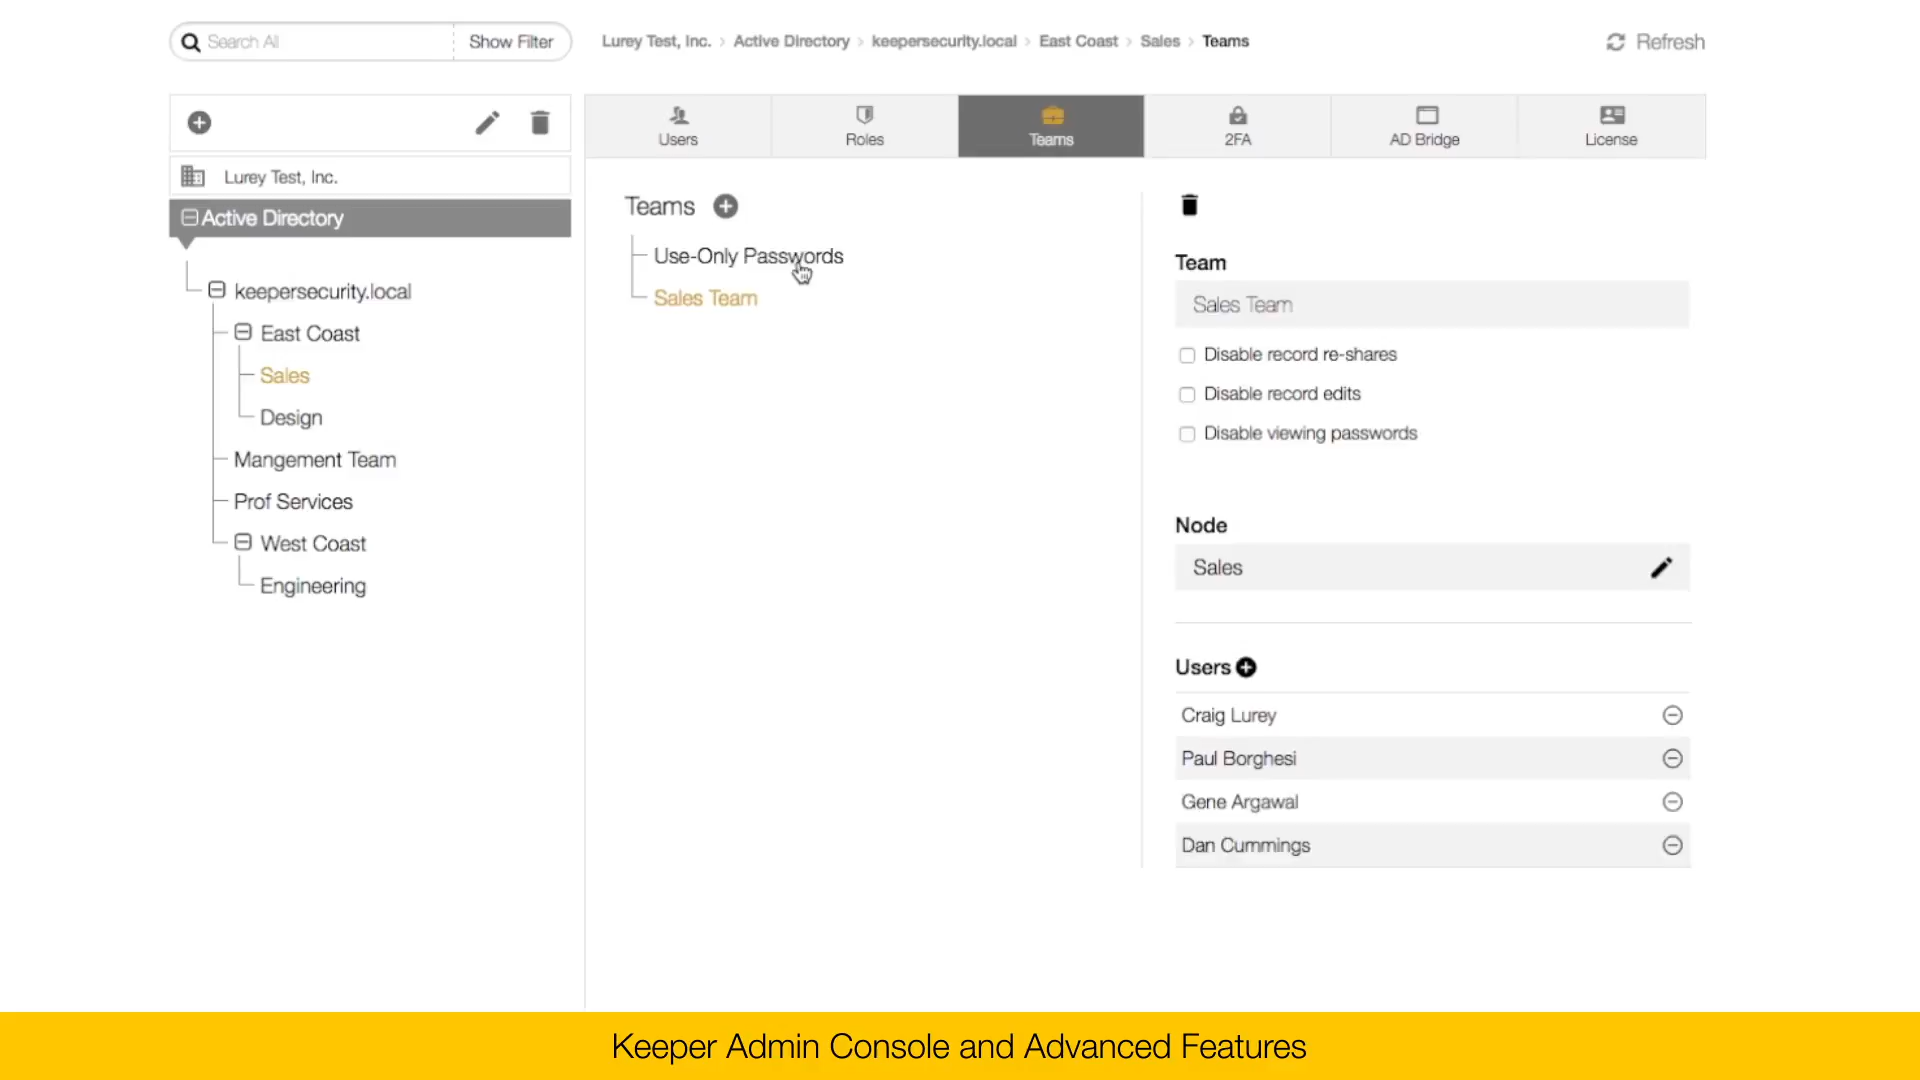 Search All
Show Filter
Lurey Test, Inc. › Active Directory › keepersecurity.local › East Coast › Sales › Teams
Refresh
Users
Roles
Teams
2FA
AD Bridge
License
Lurey Test, Inc.
Active Directory
keepersecurity.local
East Coast
Sales
Design
Mangement Team
Prof Services
West Coast
Engineering
Teams
Use-Only Passwords
Sales Team
Team
Sales Team
Disable record re-shares
Disable record edits
Disable viewing passwords
Node
Sales
Users
Craig Lurey
Paul Borghesi
Gene Argawal
Dan Cummings
Keeper Admin Console and Advanced Features